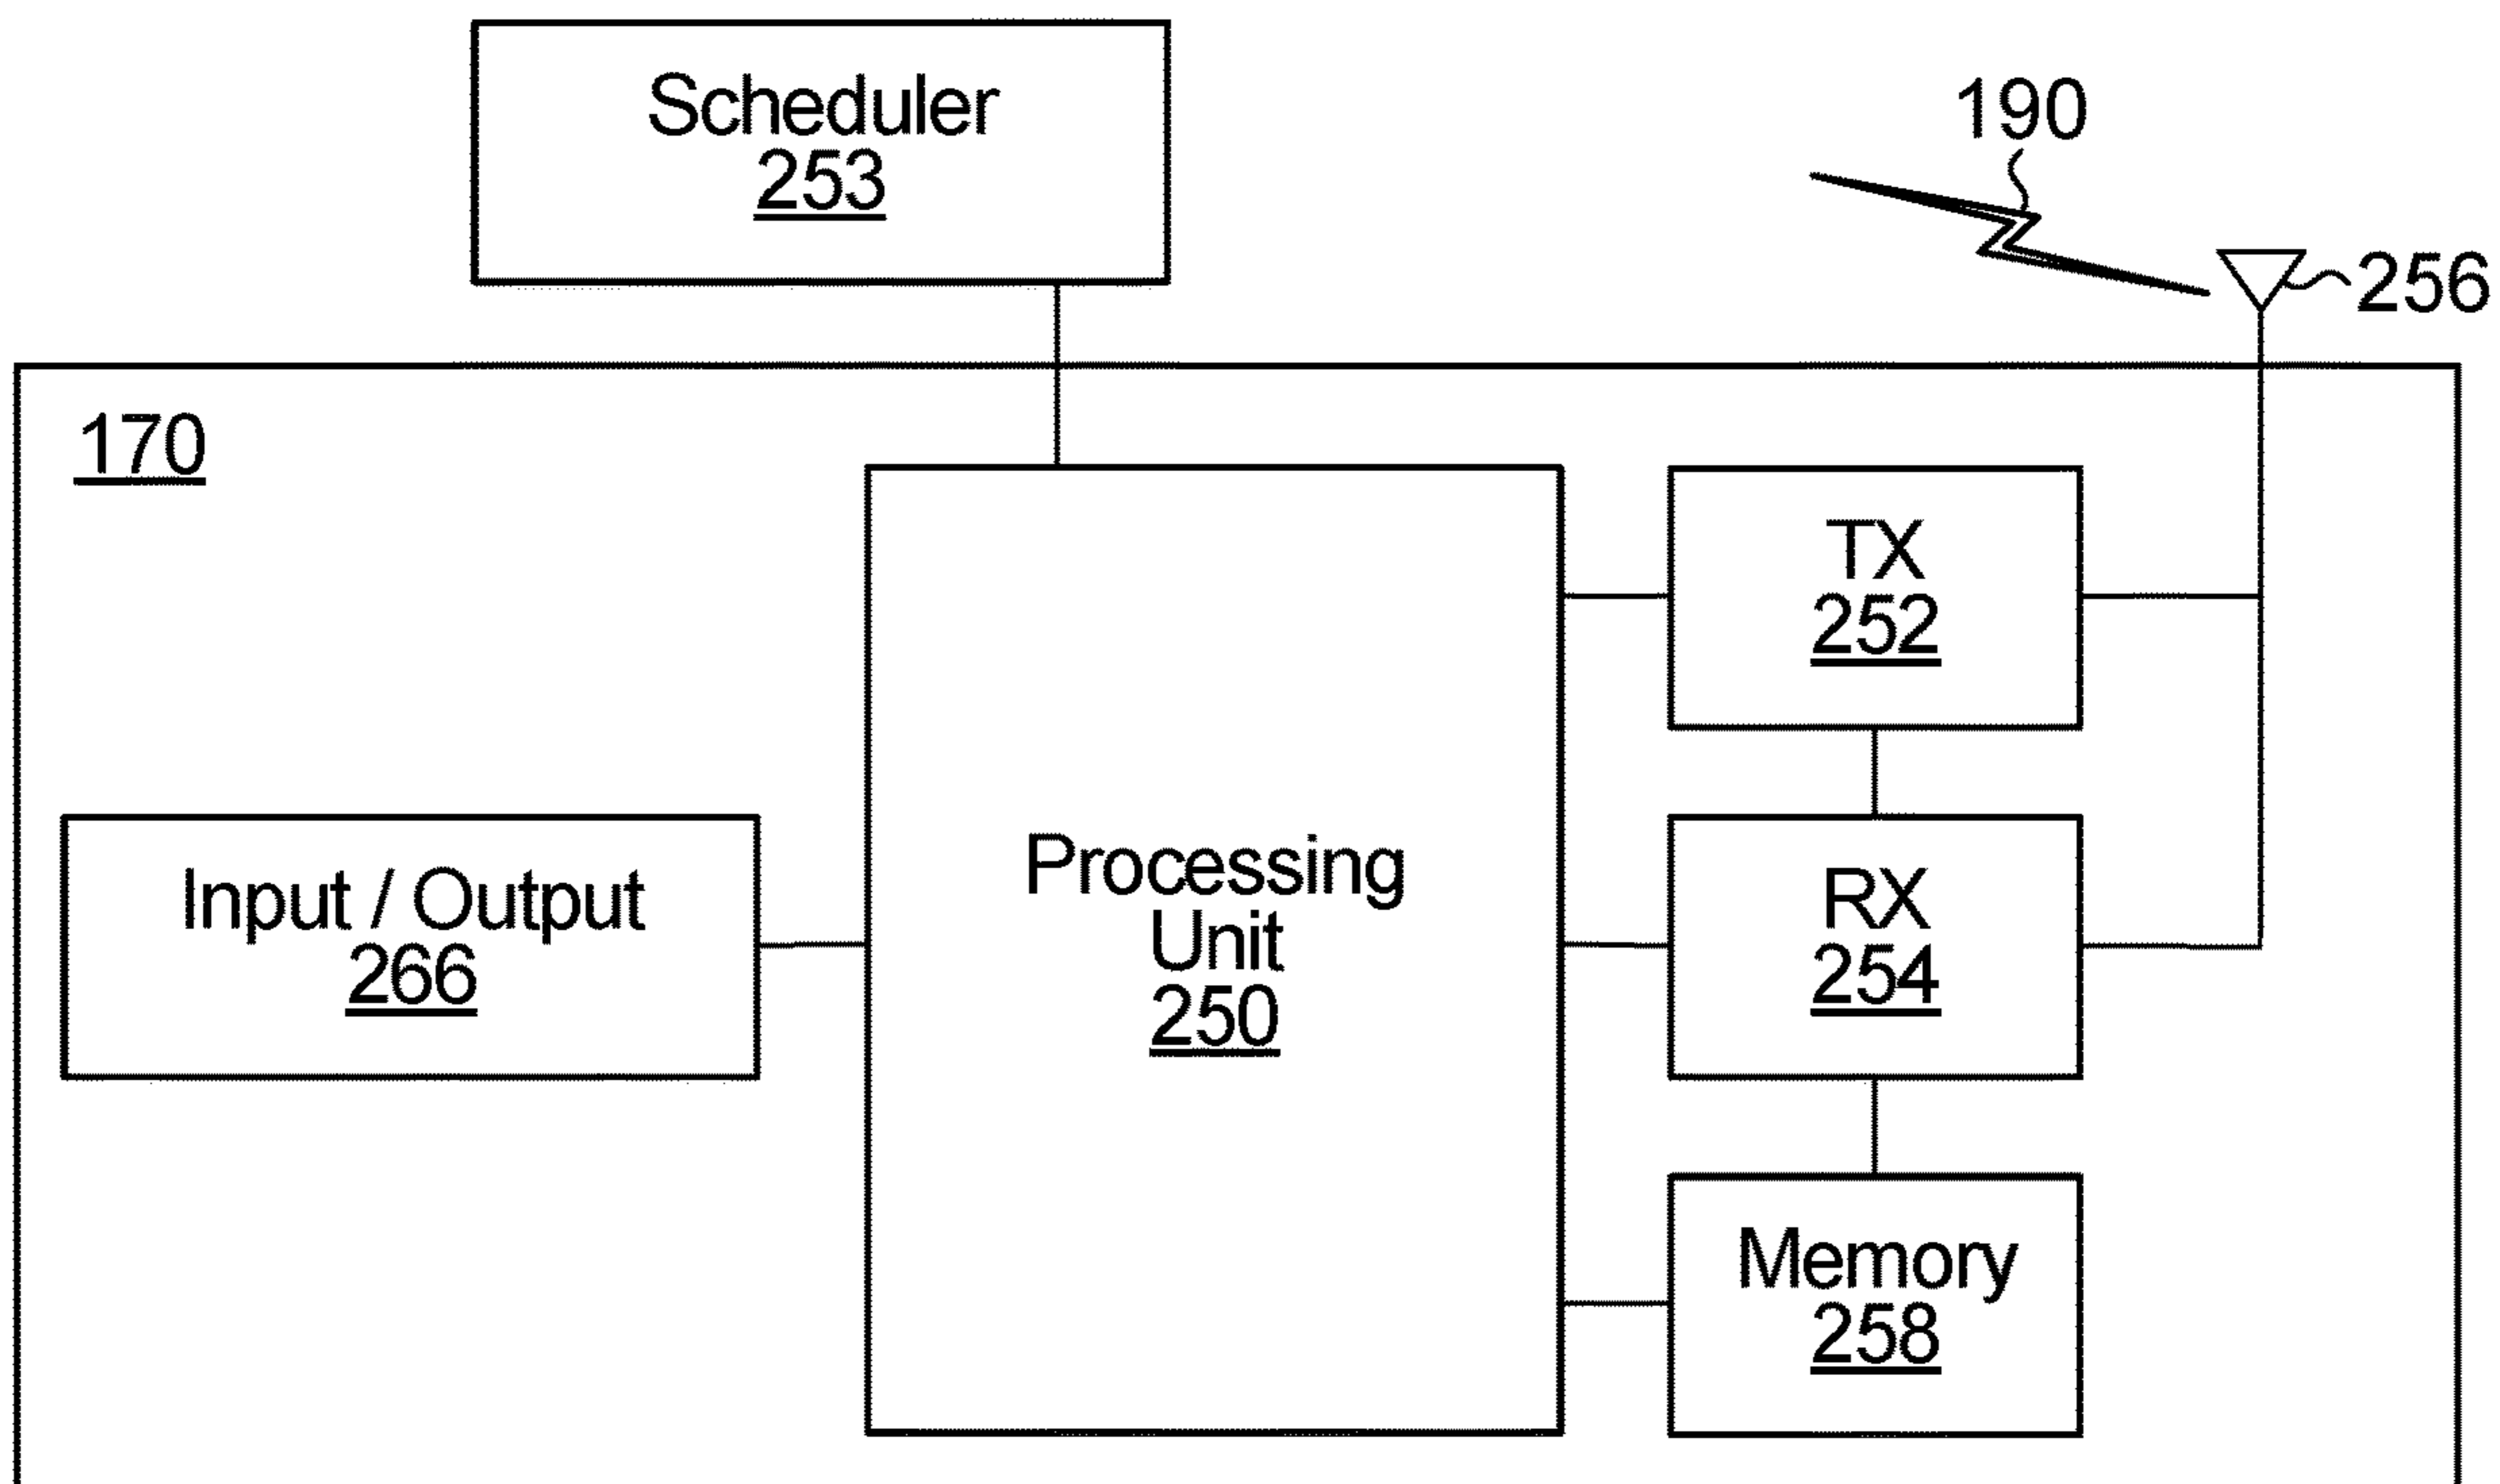 Scheduler
253
190
256
170
TX
252
Input / Output
266
Processing
Unit
250
RX
254
Memory
258